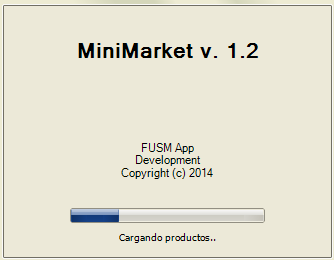 MiniMarket v. 1.2
FUSM App
Development
Copyright (c) 2014
Cargando productos..